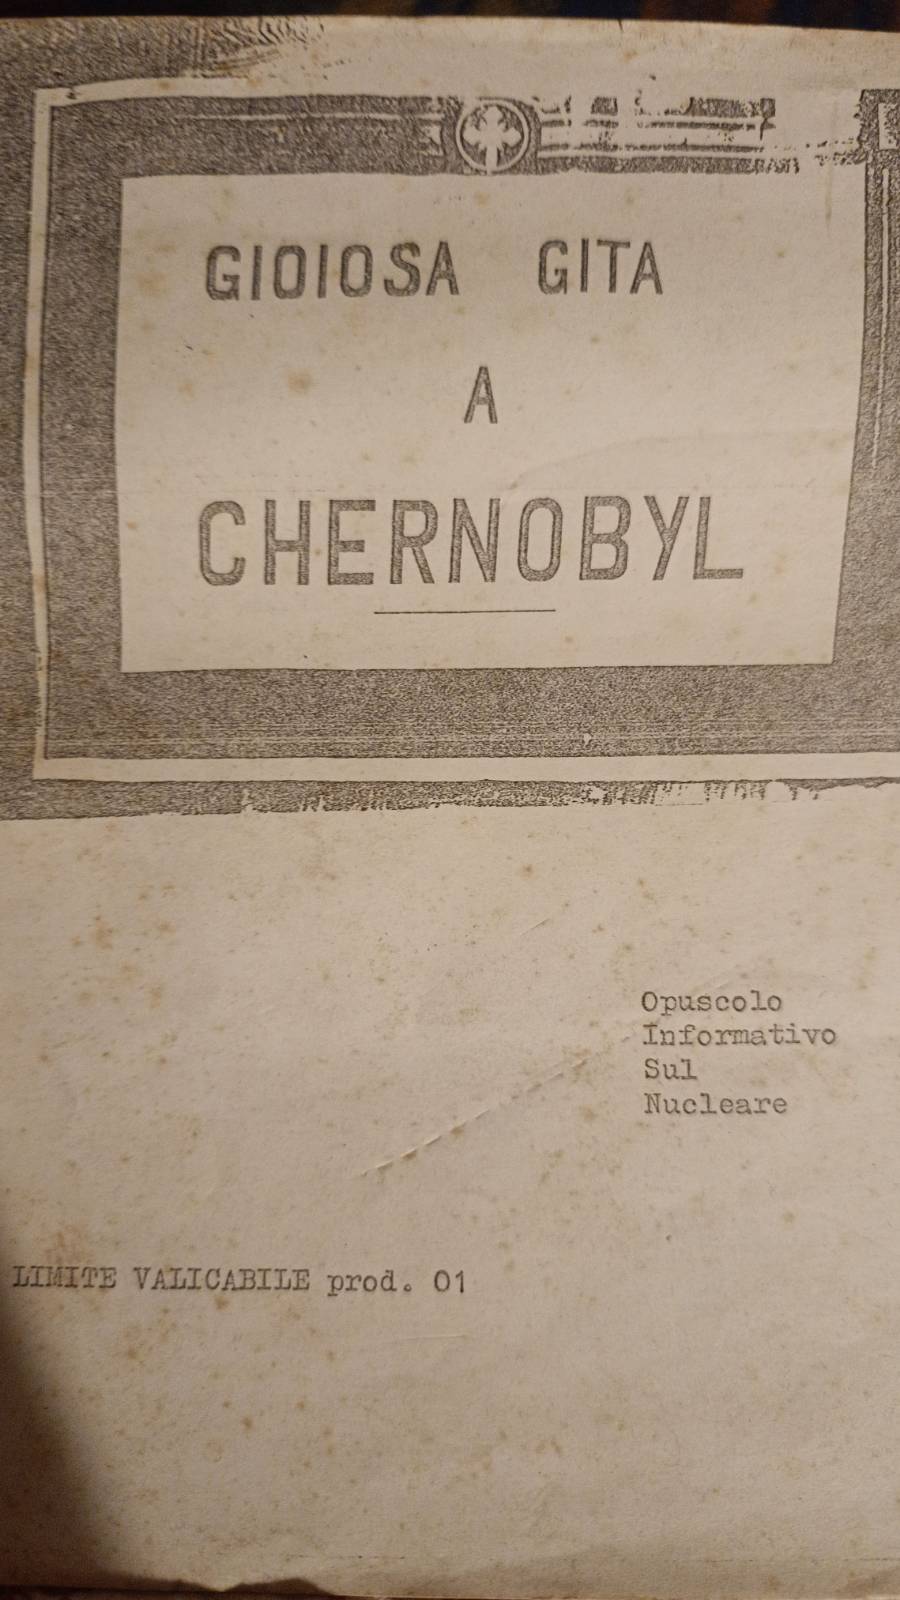 GIOIOSA GITA
A
CHERNOBYL
Opuscolo
Informativo
Sul
Nucleare
LIMITE VALICABILE prod. 01